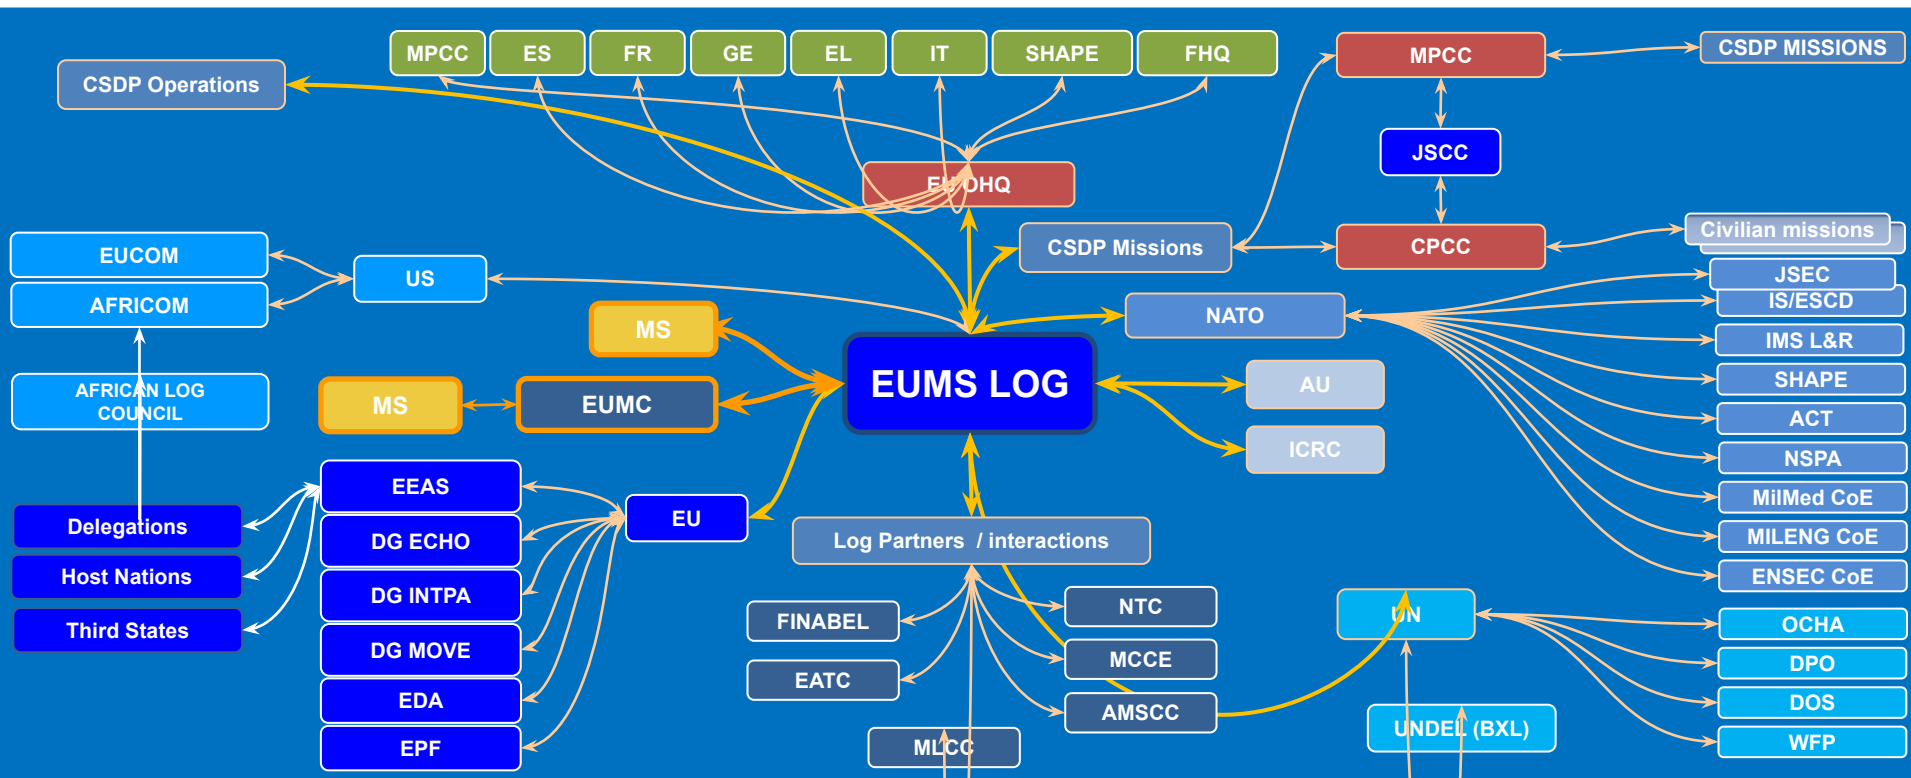 MPCC
ES
FR
GE
EL
IT
SHAPE
FHQ
MPCC
CSDP MISSIONS
CSDP Operations
JSCC
EU OHQ
CSDP Missions
CPCC
Civilian missions
EUCOM
US
AFRICOM
JSEC
IS/ESCD
NATO
MS
IMS L&R
EUMS LOG
SHAPE
AU
AFRICAN LOG
COUNCIL
MS
EUMC
ACT
ICRC
NSPA
EEAS
MilMed CoE
Delegations
EU
DG ECHO
Log Partners / interactions
MILENG CoE
Host Nations
ENSEC CoE
DG INTPA
NTC
FINABEL
UN
OCHA
Third States
DG MOVE
MCCE
DPO
EATC
EDA
AMSCC
DOS
UNDEL (BXL)
EPF
MLCC
WFP